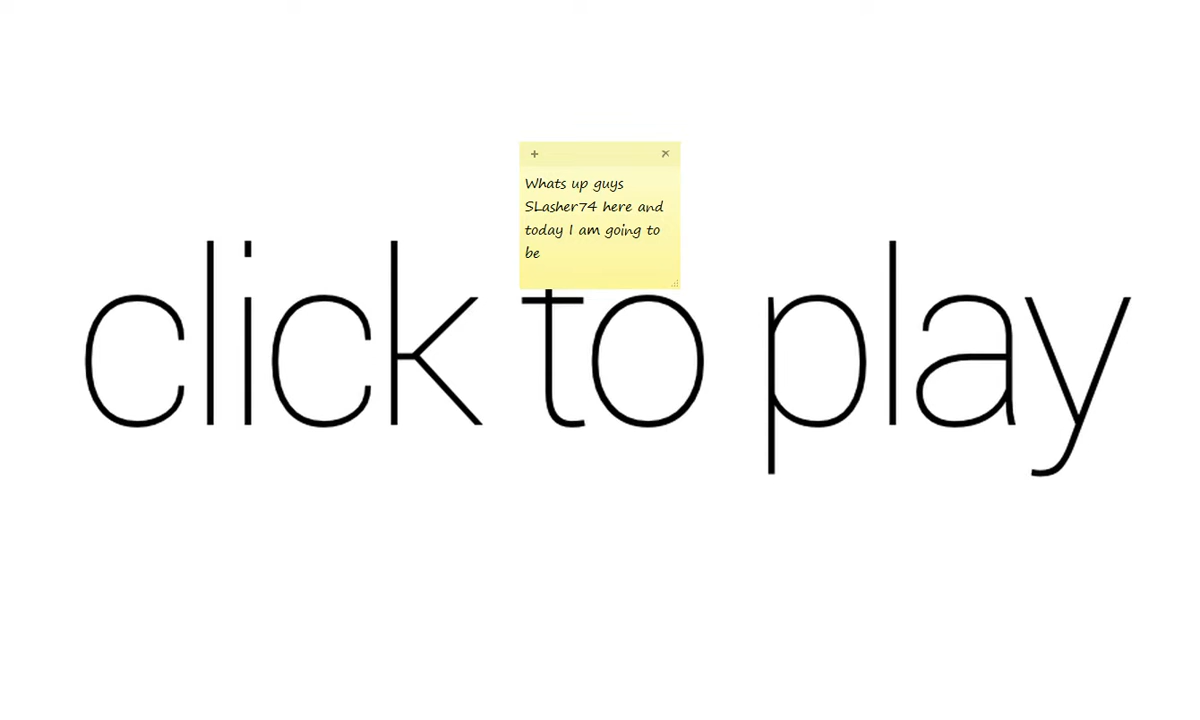 Whats up guys
SLasher74 here and
today I am going to
be
click to play